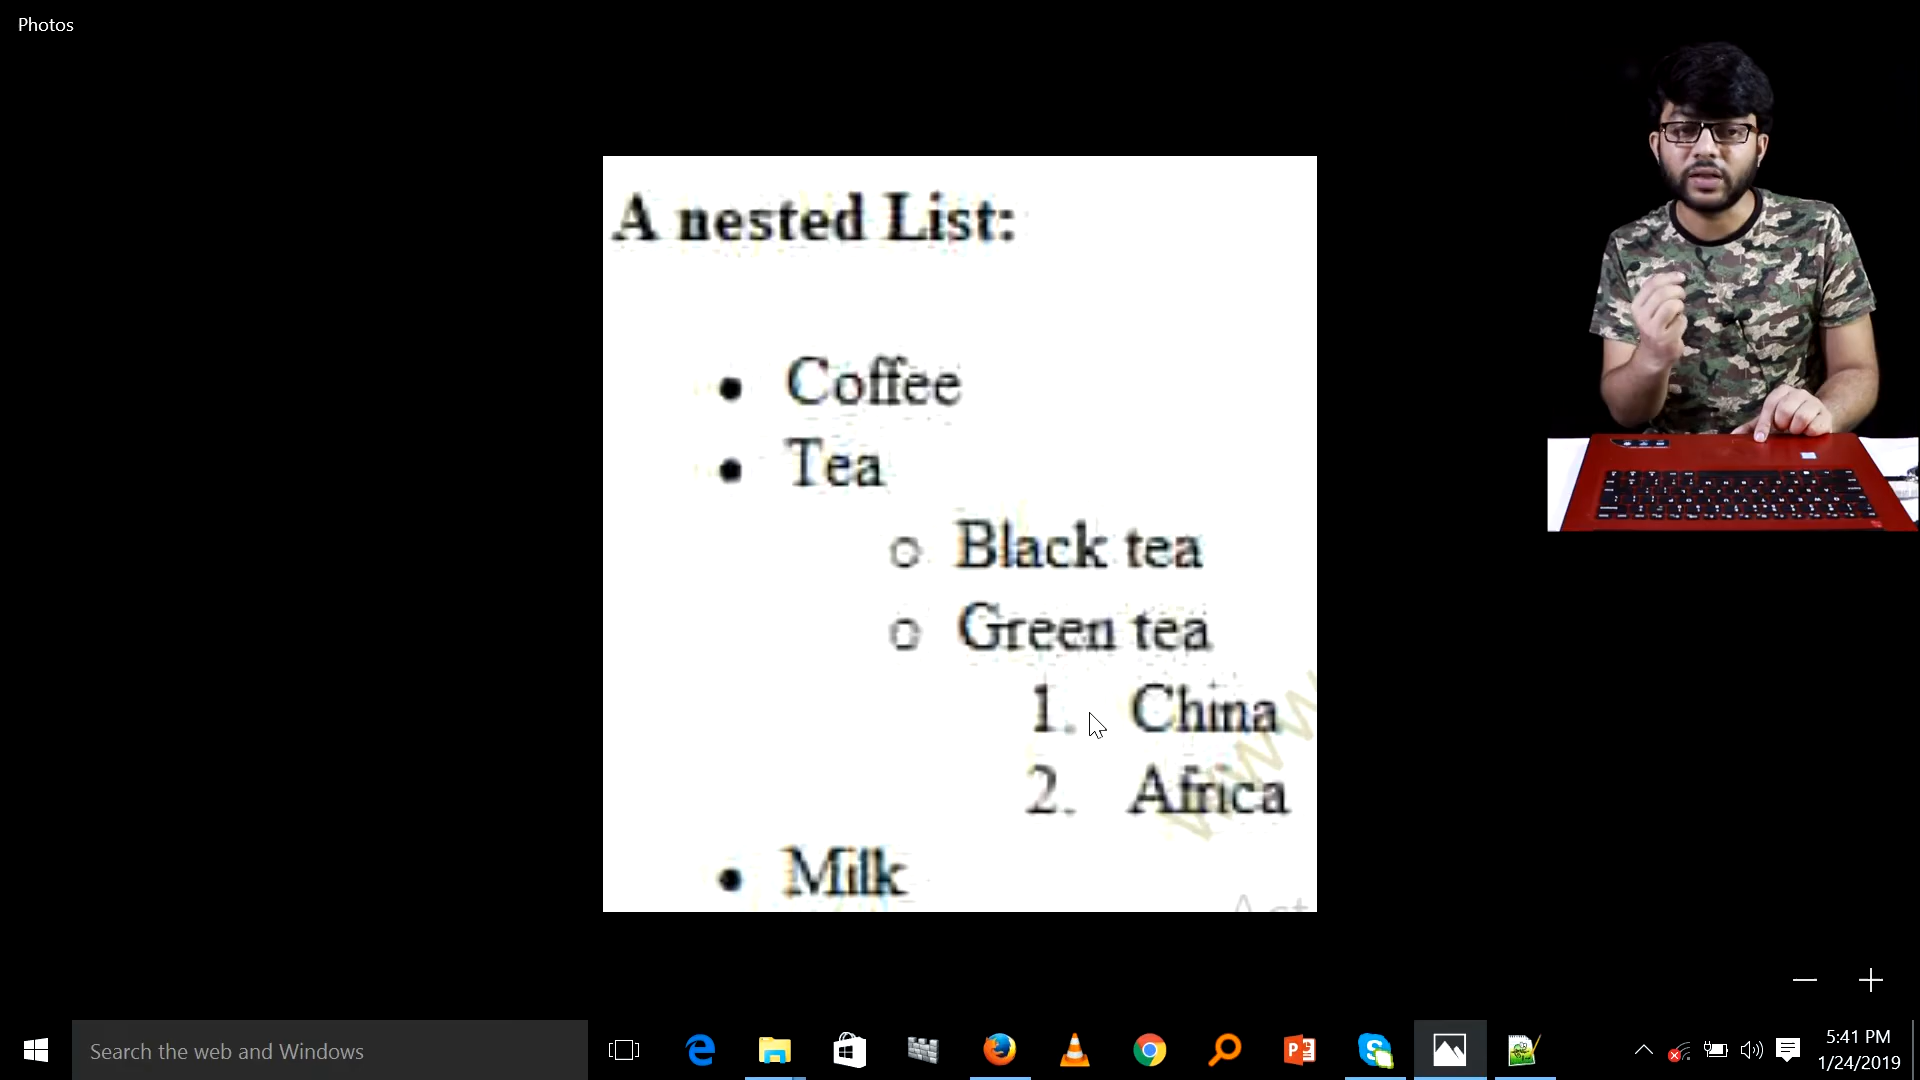 Photos
A nested List:
Coffee
Tea
Black tea
Green tea
1. China
2. Africa
Milk
www
Search the web and Windows
5:41 PM
1/24/2019